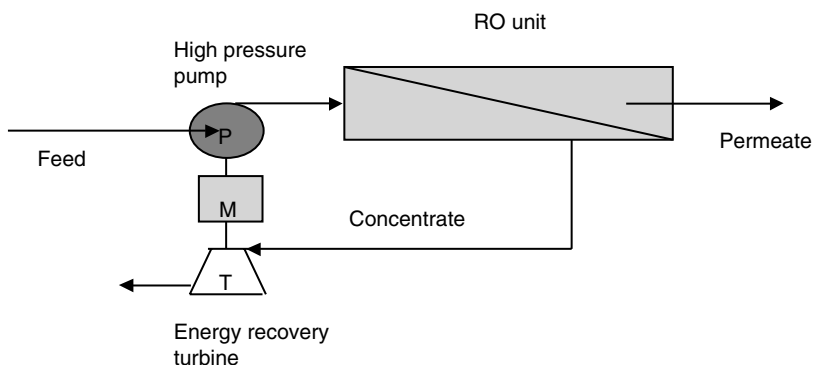 RO unit
High pressure
pump
P
Feed
Permeate
M
Concentrate
T
Energy recovery
turbine